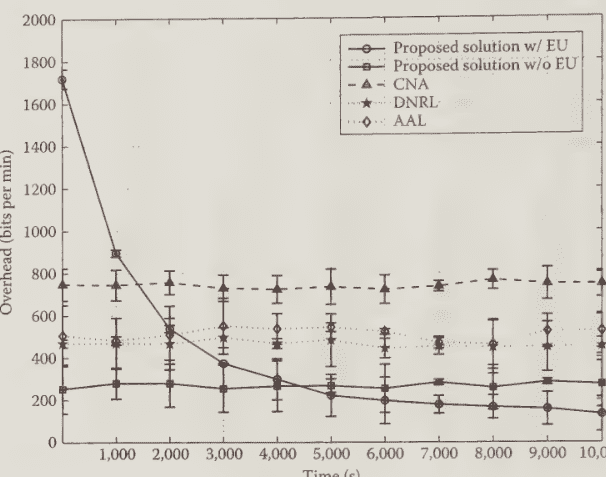 2000
1800
1600
1400
1200
1000
800
600
400
200
0
Overhead (bits per min)
Proposed solution w/ EU
Proposed solution w/o EU
CNA
DNRL
AAL
1,000 2,000 3,000 4,000 5,000 6,000 7,000 8,000 9,000 10,0
Time (s)